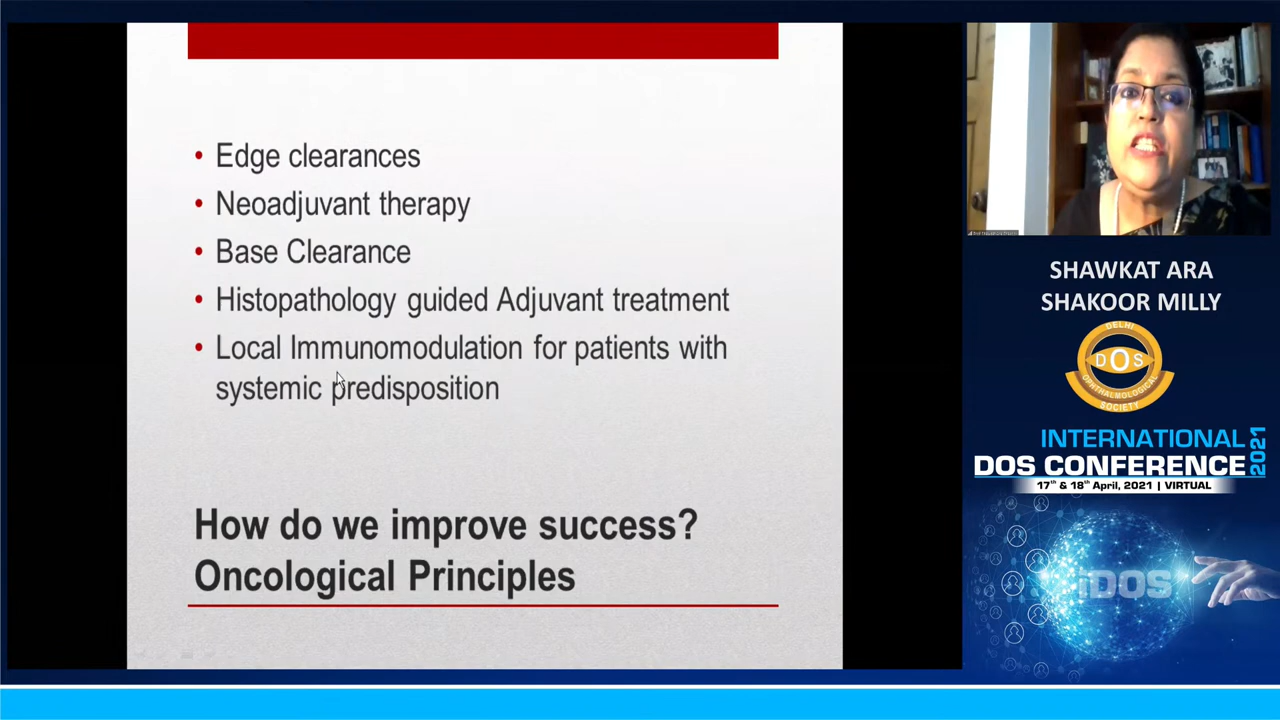 • Edge clearances
• Neoadjuvant therapy
• Base Clearance
• Histopathology guided Adjuvant treatment
• Local Immunomodulation for patients with
systemic predisposition
How do we improve success?
Oncological Principles
SHAWKAT ARA
SHAKOOR MILLY
DELHI
DOS
OPHTHALMOLOGICAL
SOCIETY
INTERNATIONAL
DOS CONFERENCE
2021
17th & 18th April, 2021 | VIRTUAL
iDOS